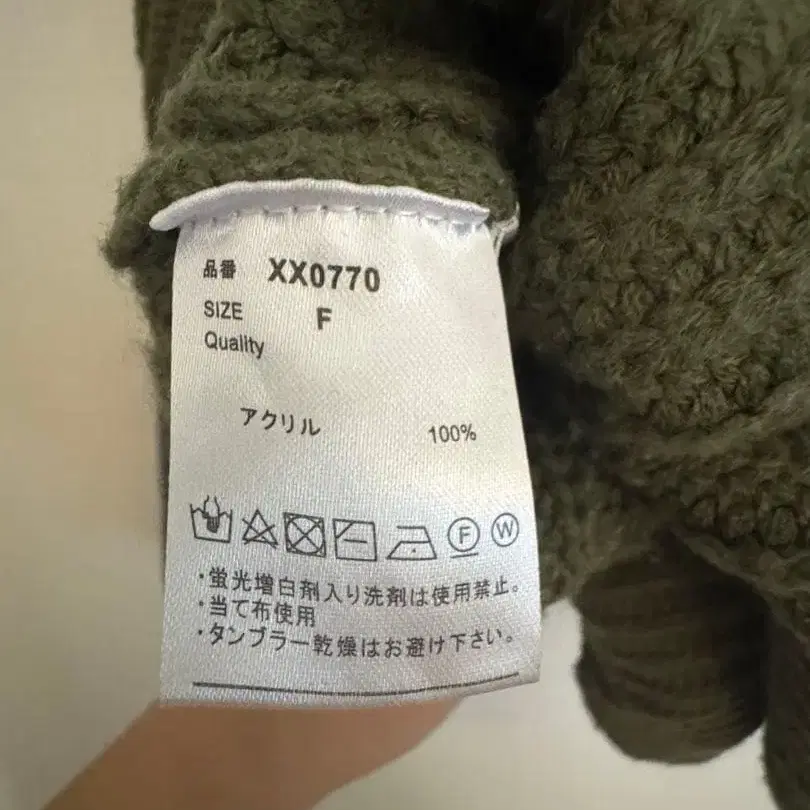 品番 XX0770
SIZE F
Quality
アクリル 100%
F W
・蛍光増白剤入り洗剤は使用禁止。
・当て布使用
・タンブラー乾燥はお避け下さい。